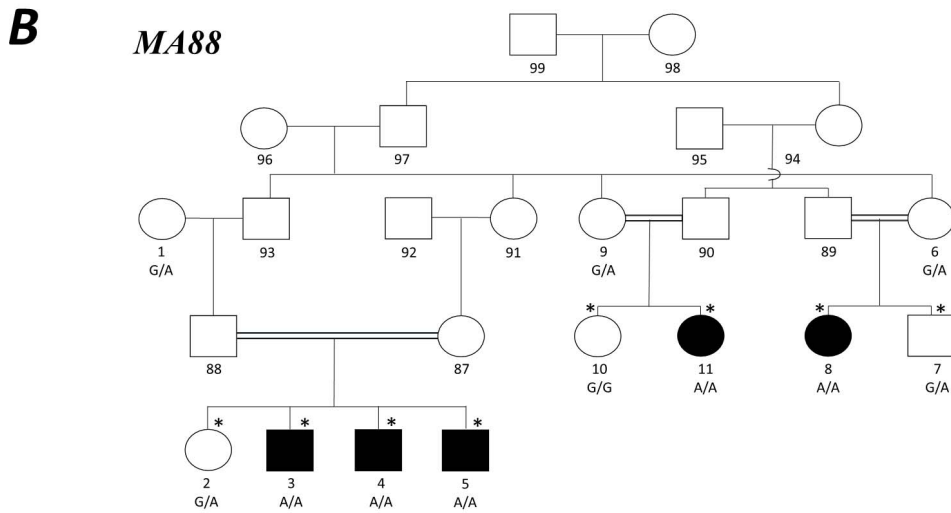 B
MA88
99 98
96 97 95 94
1 93 92 91 9 90 89 6
G/A G/A G/A
* * * *
88 87 10 11 8 7
G/G A/A A/A G/A
* * * *
2 3 4 5
G/A A/A A/A A/A